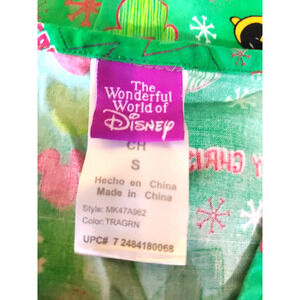 The
Wonderful
World of
Disney
CH
S
Hecho en China
Made in China
Style: MK47A962
Color: TRAGRN
UPC# 7 2484180068